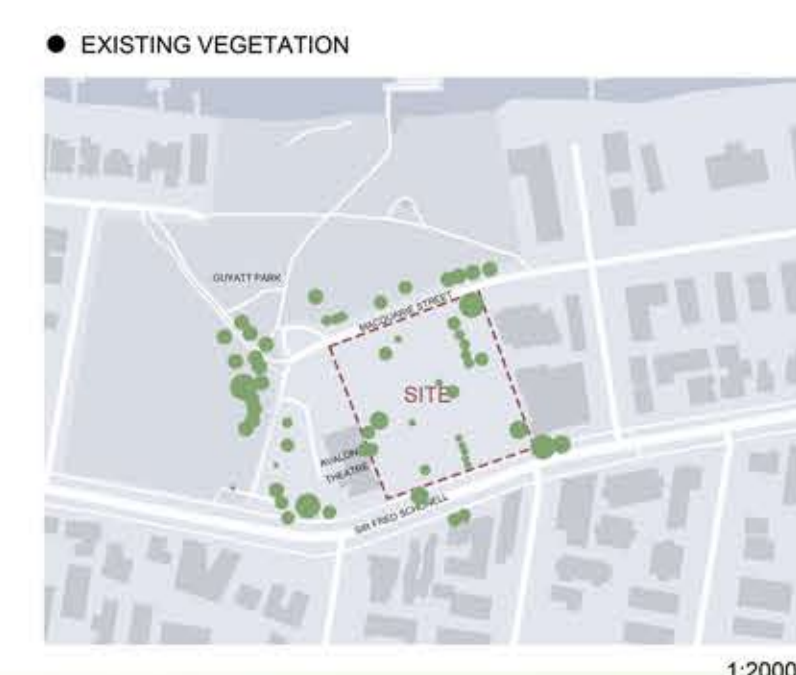 ● EXISTING VEGETATION
GUYATT PARK
MACQUARIE STREET
SITE
AVALON
THEATRE
SIR FRED SCHONELL
1:2000